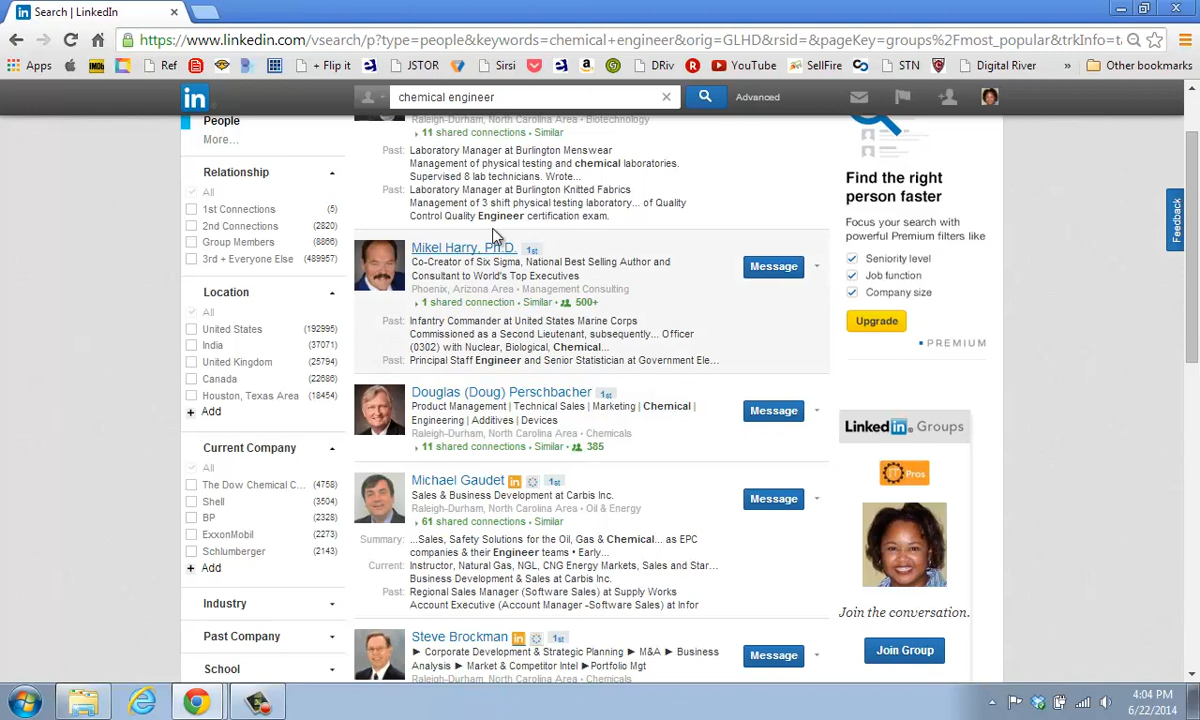 Search | LinkedIn
https://www.linkedin.com/vsearch/p?type=people&keywords=chemical+engineer&orig=GLHD&rsid=&pageKey=groups%2Fmost_popular&trkInfo=t
Apps
Ref
+ Flip it
JSTOR
Sirsi
DRiv
YouTube
SellFire
STN
Digital River
»
Other bookmarks
in
chemical engineer
Advanced
People
More...
Relationship
All
1st Connections (5)
2nd Connections (2820)
Group Members (8866)
3rd + Everyone Else (489957)
Location
All
United States (192995)
India (37071)
United Kingdom (25794)
Canada (22686)
Houston, Texas Area (18454)
+ Add
Current Company
All
The Dow Chemical C... (4758)
Shell (3504)
BP (2328)
ExxonMobil (2273)
Schlumberger (2143)
+ Add
Industry
Past Company
School
Raleigh-Durham, North Carolina Area • Biotechnology
11 shared connections • Similar
Past: Laboratory Manager at Burlington Menswear
Management of physical testing and chemical laboratories.
Supervised 8 lab technicians. Wrote...
Laboratory Manager at Burlington Knitted Fabrics
Management of 3 shift physical testing laboratory... of Quality
Control Quality Engineer certification exam.
Mikel Harry, Ph.D. 1st
Co-Creator of Six Sigma, National Best Selling Author and
Consultant to World's Top Executives
Phoenix, Arizona Area • Management Consulting
1 shared connection • Similar • 500+
Message
Past: Infantry Commander at United States Marine Corps
Commissioned as a Second Lieutenant, subsequently... Officer
(0302) with Nuclear, Biological, Chemical...
Past: Principal Staff Engineer and Senior Statistician at Government Ele...
Douglas (Doug) Perschbacher 1st
Product Management | Technical Sales | Marketing | Chemical |
Engineering | Additives | Devices
Raleigh-Durham, North Carolina Area • Chemicals
11 shared connections • Similar • 385
Message
Michael Gaudet in 1st
Sales & Business Development at Carbis Inc.
Raleigh-Durham, North Carolina Area • Oil & Energy
61 shared connections • Similar
Message
Summary: ...Sales, Safety Solutions for the Oil, Gas & Chemical... as EPC
companies & their Engineer teams • Early...
Current: Instructor, Natural Gas, NGL, CNG Energy Markets, Sales and Star...
Business Development & Sales at Carbis Inc.
Past: Regional Sales Manager (Software Sales) at Supply Works
Account Executive (Account Manager -Software Sales) at Infor
Steve Brockman in 1st
► Corporate Development & Strategic Planning ► M&A ► Business
Analysis ► Market & Competitor Intel ►Portfolio Mgt
Raleigh-Durham, North Carolina Area • Chemicals
Message
Find the right
person faster
Focus your search with
powerful Premium filters like
Seniority level
Job function
Company size
Upgrade
PREMIUM
Linked in Groups
Pros
Join the conversation.
Join Group
Feedback
4:04 PM
6/22/2014